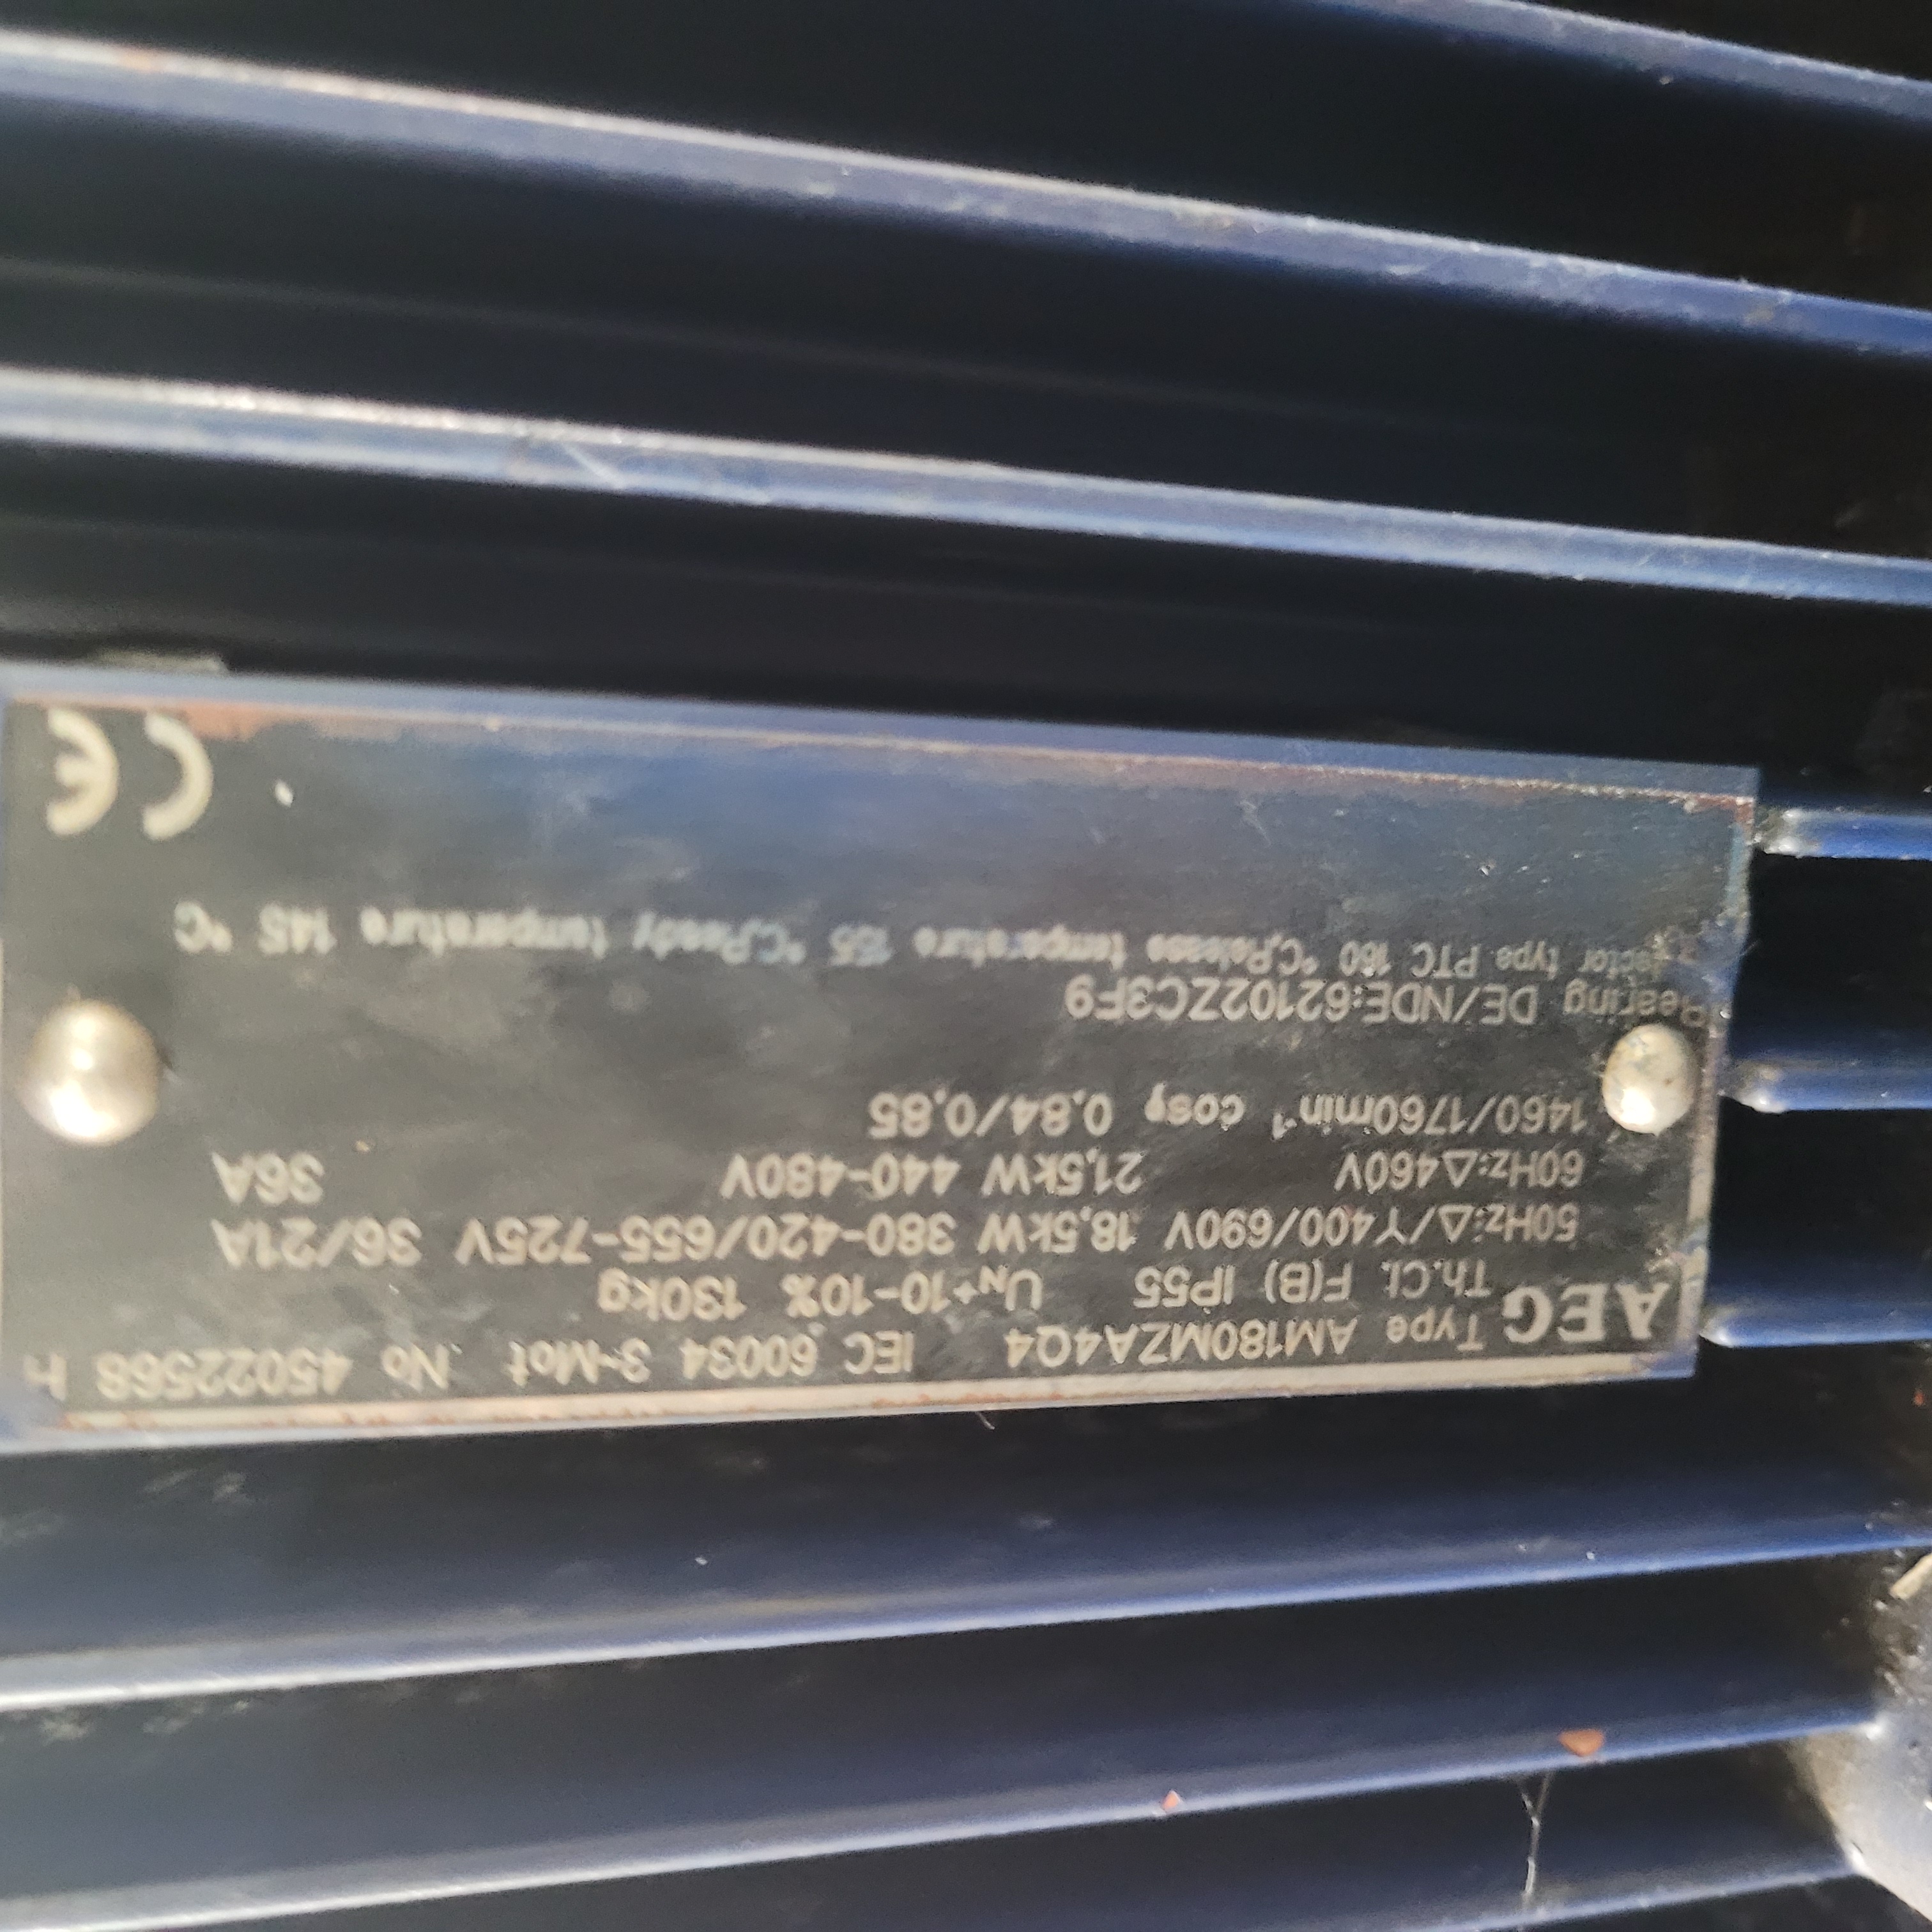 AEG Type AM180MZA4Q4 IEC 60034 3~Mot No 45022568 H
Th.Cl. F(B) IP55 UN+10-10% 130kg
50Hz:△/Y400/690V 18,5kW 380-420/655-725V 36/21A
60Hz:△460V 21,5kW 440-480V 36A
1460/1760min-1 cosφ 0,84/0,85
Bearing DE/NDE:62102ZC3F9
type PTC 160 °C,Release temperature 155 °C,Ready temperature 145 °C
CE